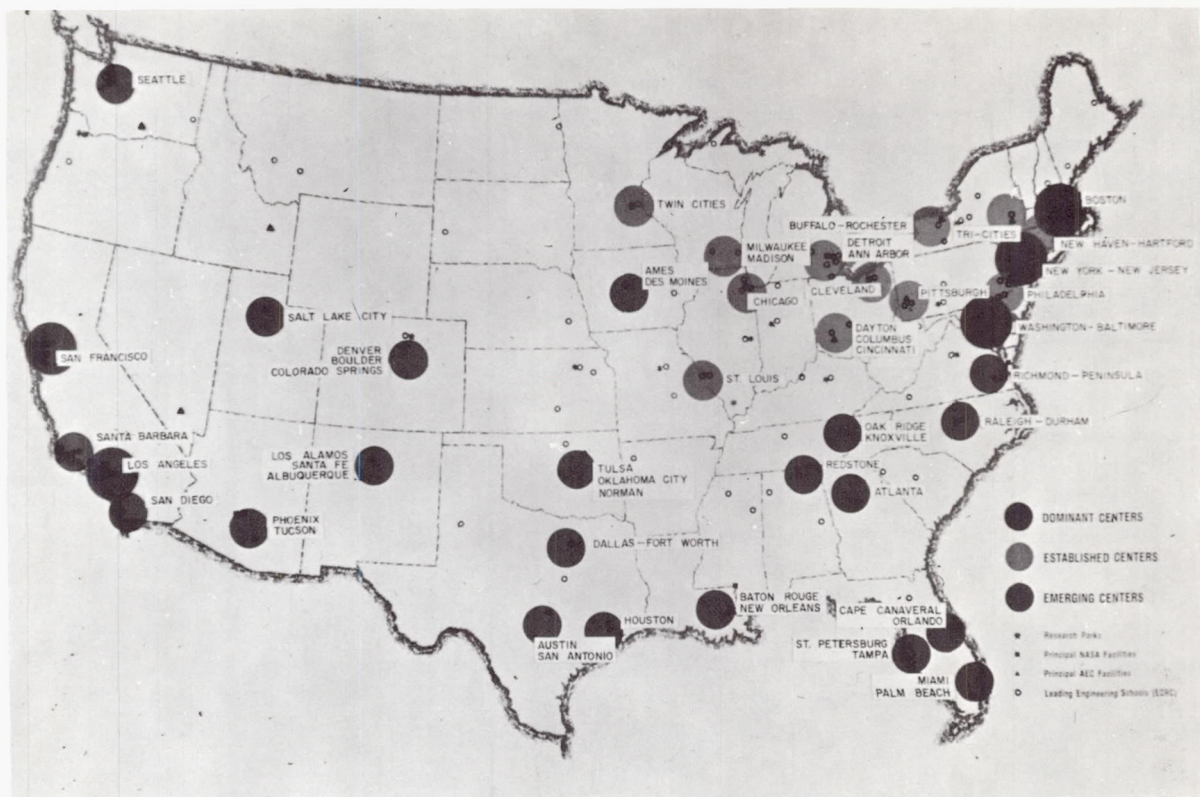 SEATTLE
TWIN CITIES
BOSTON
BUFFALO-ROCHESTER
TRI-CITIES
MILWAUKEE
MADISON
DETROIT
ANN ARBOR
NEW HAVEN-HARTFORD
AMES
DES MOINES
NEW YORK-NEW JERSEY
CLEVELAND
PITTSBURGH
PHILADELPHIA
CHICAGO
SALT LAKE CITY
DAYTON
COLUMBUS
CINCINNATI
WASHINGTON-BALTIMORE
SAN FRANCISCO
DENVER
BOULDER
COLORADO SPRINGS
ST. LOUIS
RICHMOND-PENINSULA
SANTA BARBARA
OAK RIDGE
KNOXVILLE
RALEIGH-DURHAM
LOS ANGELES
LOS ALAMOS
SANTA FE
ALBUQUERQUE
TULSA
OKLAHOMA CITY
NORMAN
REDSTONE
ATLANTA
SAN DIEGO
PHOENIX
TUCSON
DALLAS-FORT WORTH
DOMINANT CENTERS
ESTABLISHED CENTERS
EMERGING CENTERS
BATON ROUGE
NEW ORLEANS
CAPE CANAVERAL
ORLANDO
HOUSTON
AUSTIN
SAN ANTONIO
ST. PETERSBURG
TAMPA
MIAMI
PALM BEACH
Research Parks
Principal NASA Facilities
Principal AEC Facilities
Leading Engineering Schools (ECRC)